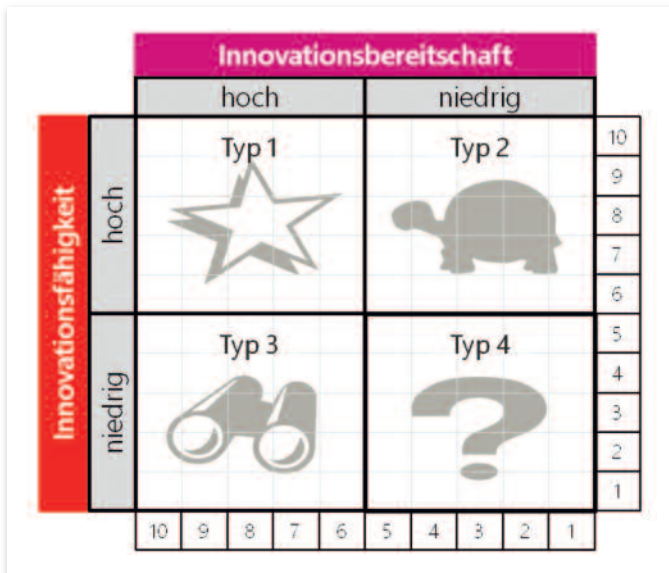 Innovationsbereitschaft
hoch niedrig
Innovationsfähigkeit
hoch
Typ 1 Typ 2
10
9
8
7
6
niedrig
Typ 3 Typ 4
5
4
3
2
1
10 9 8 7 6 5 4 3 2 1